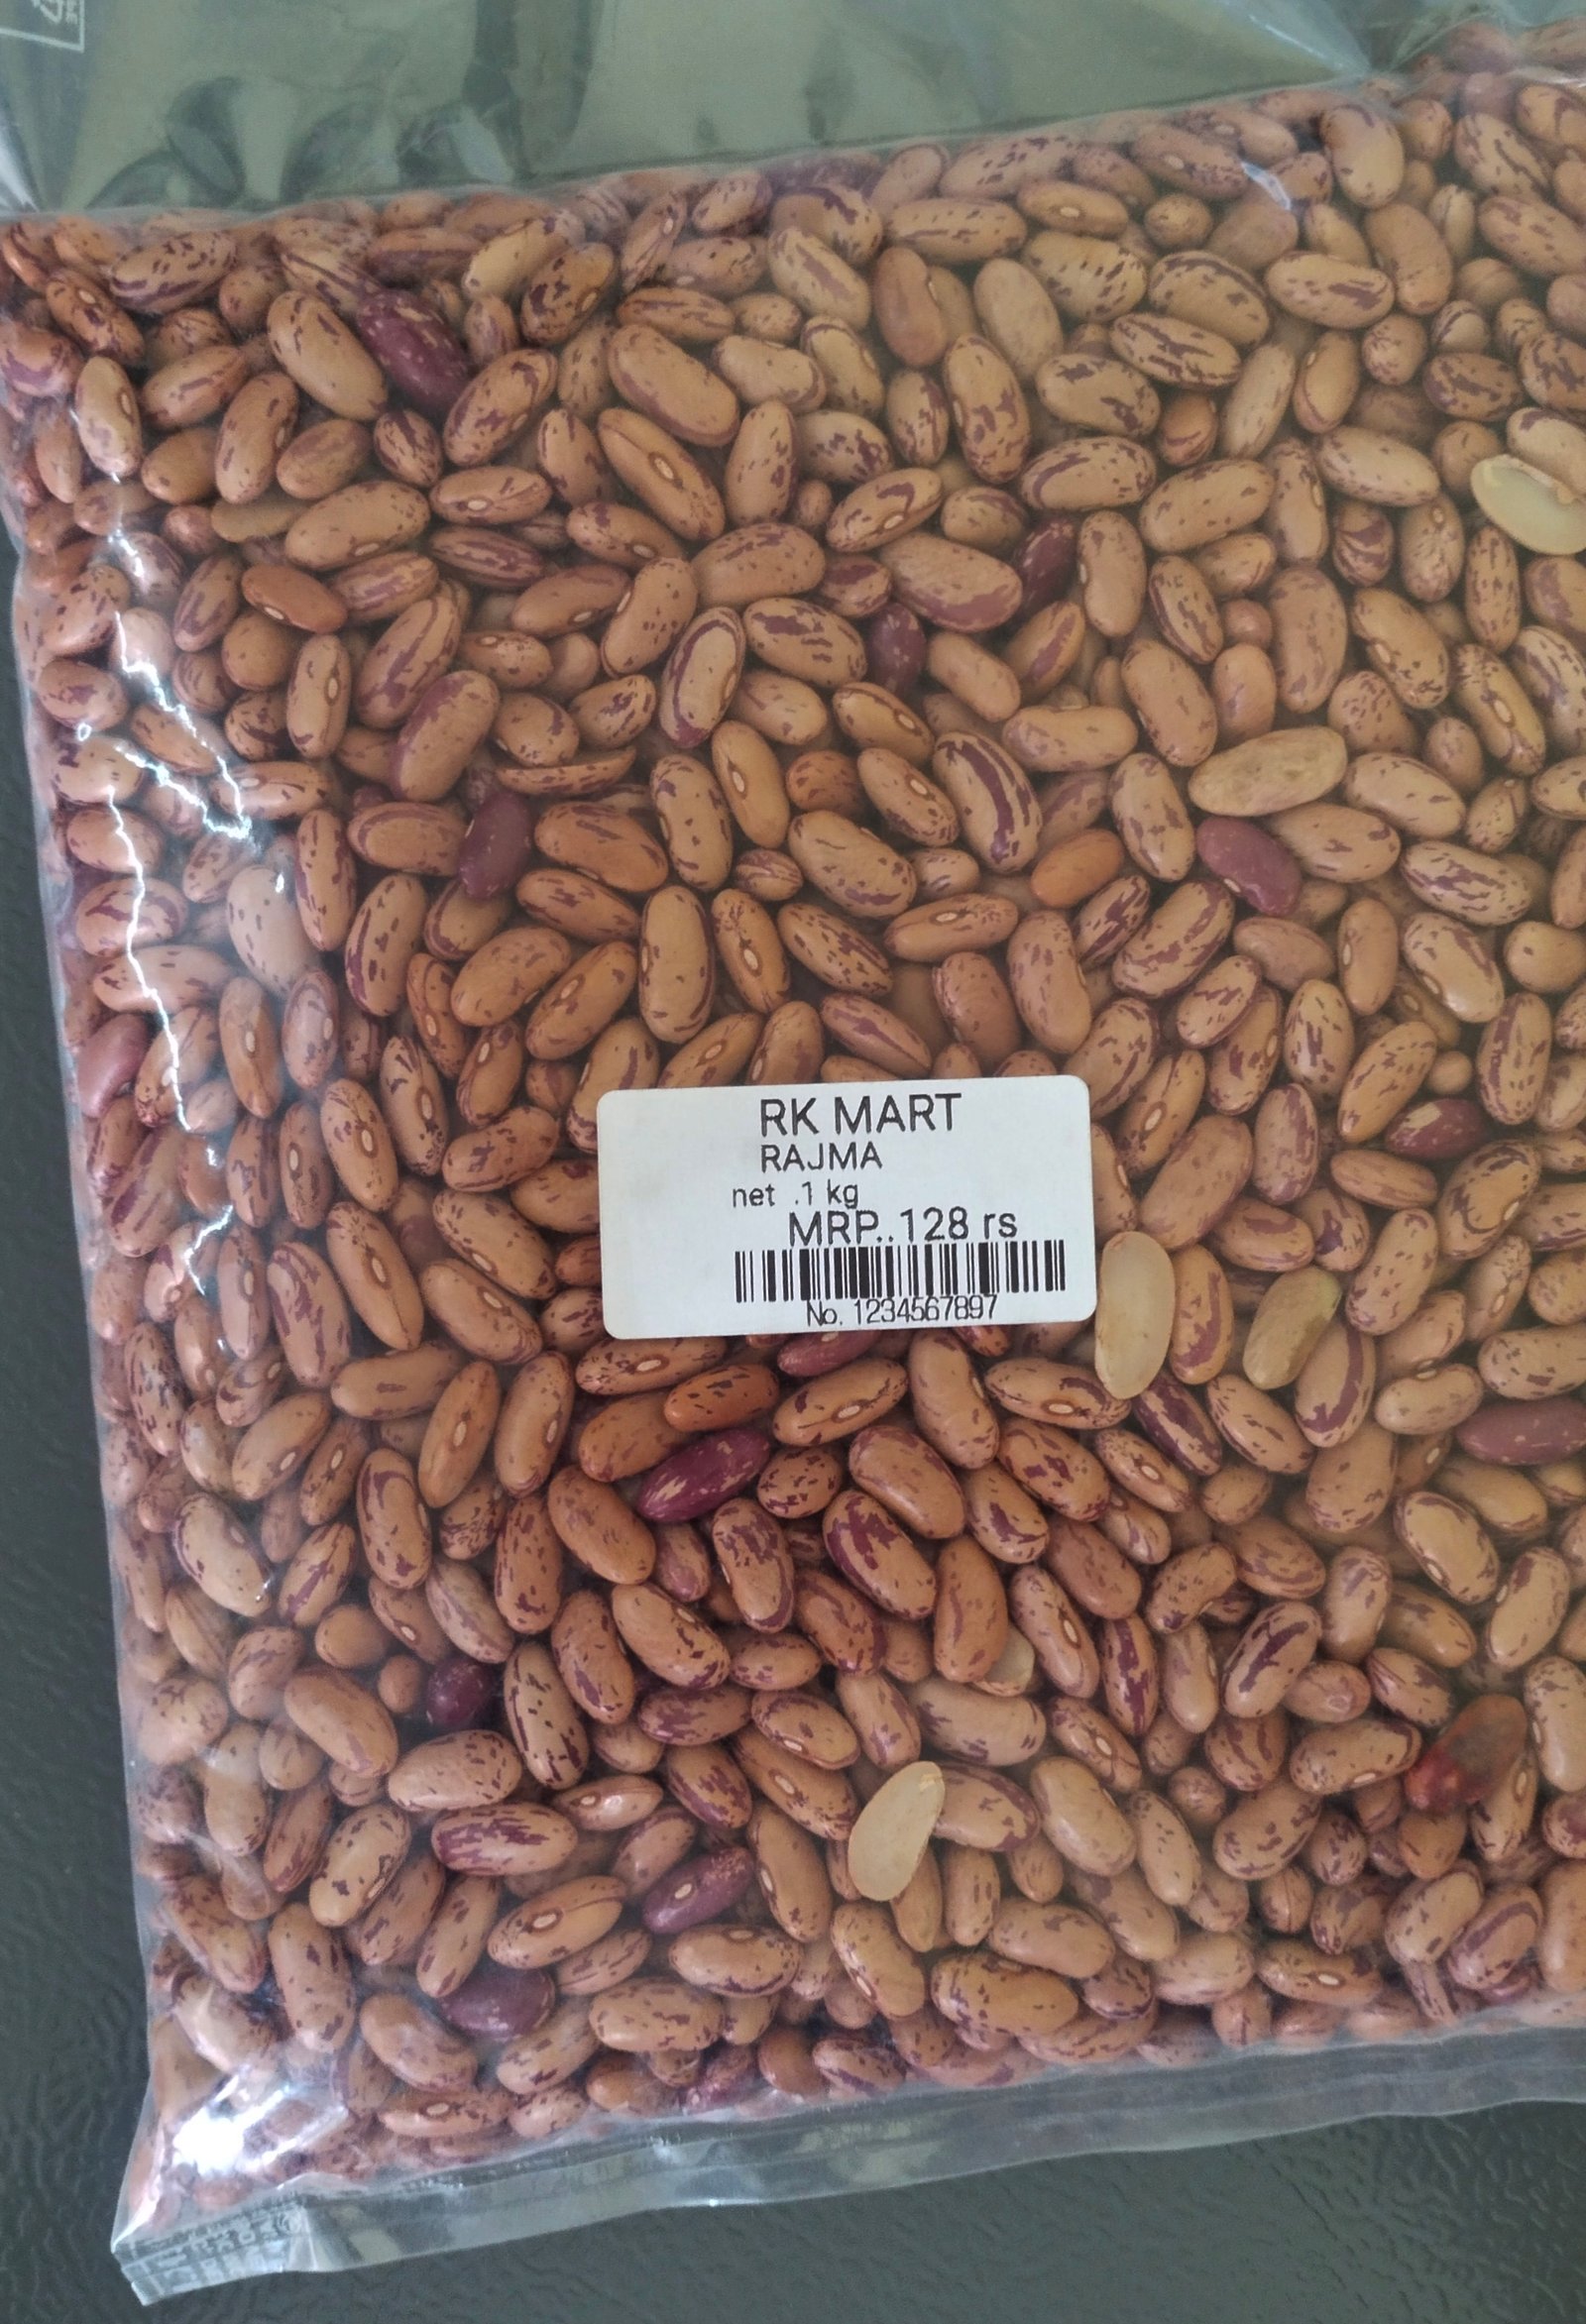 RK MART
RAJMA
net .1 kg
MRP..128 rs
No. 1234567897